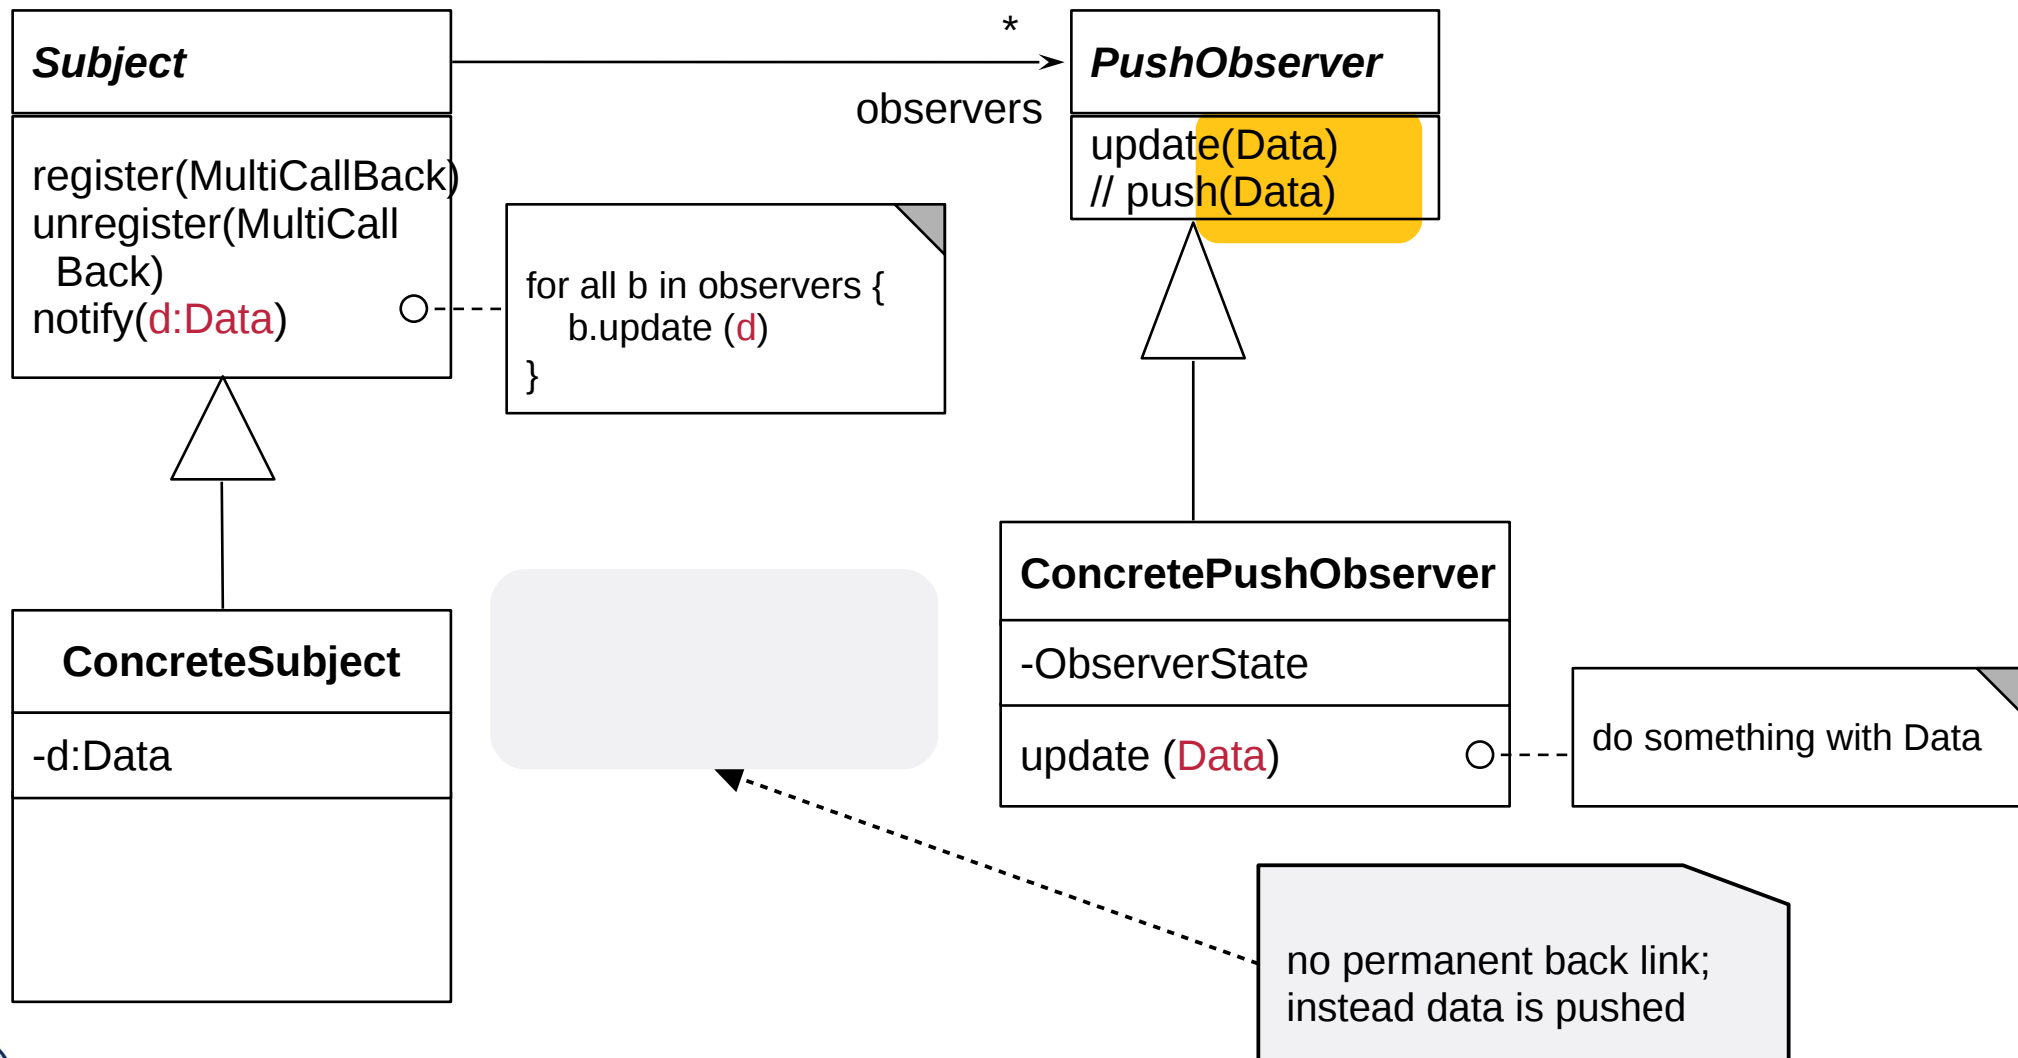 Subject
register(MultiCallBack)
unregister(MultiCall
Back)
notify(d:Data)
*
observers
PushObserver
update(Data)
// push(Data)
for all b in observers {
b.update (d)
}
ConcreteSubject
-d:Data
ConcretePushObserver
-ObserverState
update (Data)
do something with Data
no permanent back link;
instead data is pushed